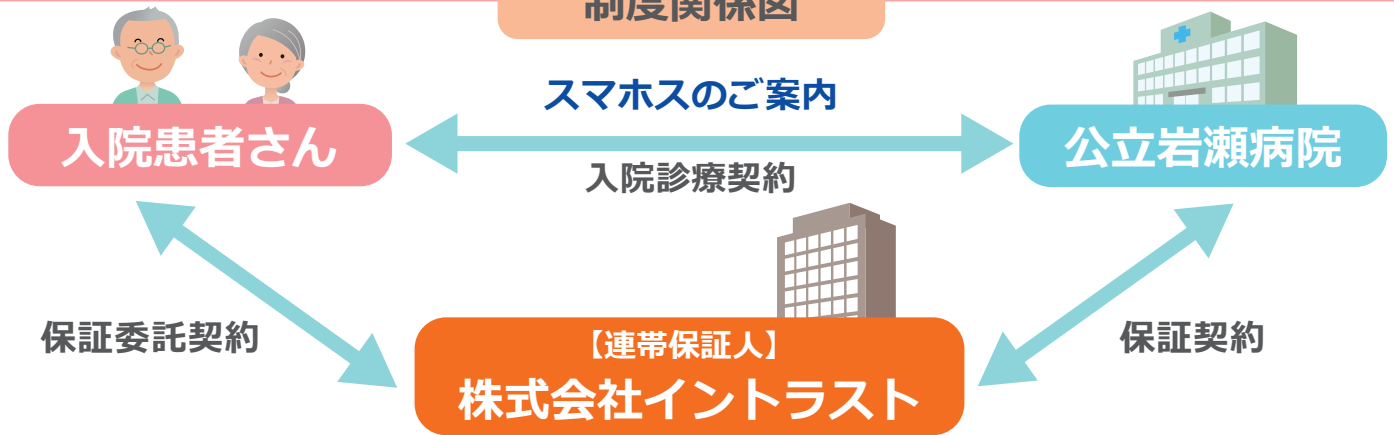 制度関係図
スマホスのご案内
入院患者さん
公立岩瀬病院
入院診療契約
保証委託契約
【連帯保証人】
保証契約
株式会社イントラスト